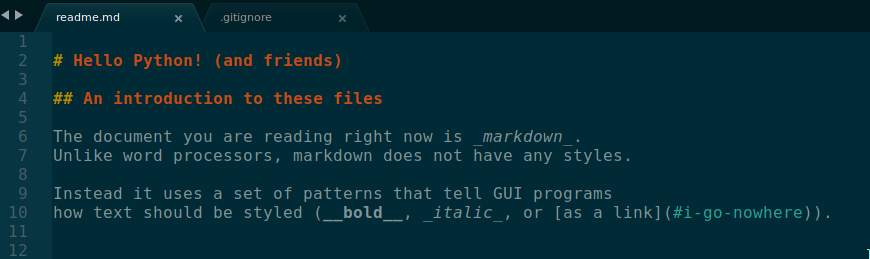 readme.md × .gitignore ×
1
2 # Hello Python! (and friends)
3
4 ## An introduction to these files
5
6 The document you are reading right now is _markdown_.
7 Unlike word processors, markdown does not have any styles.
8
9 Instead it uses a set of patterns that tell GUI programs
10 how text should be styled (__bold__, _italic_, or [as a link](#i-go-nowhere)).
11
12